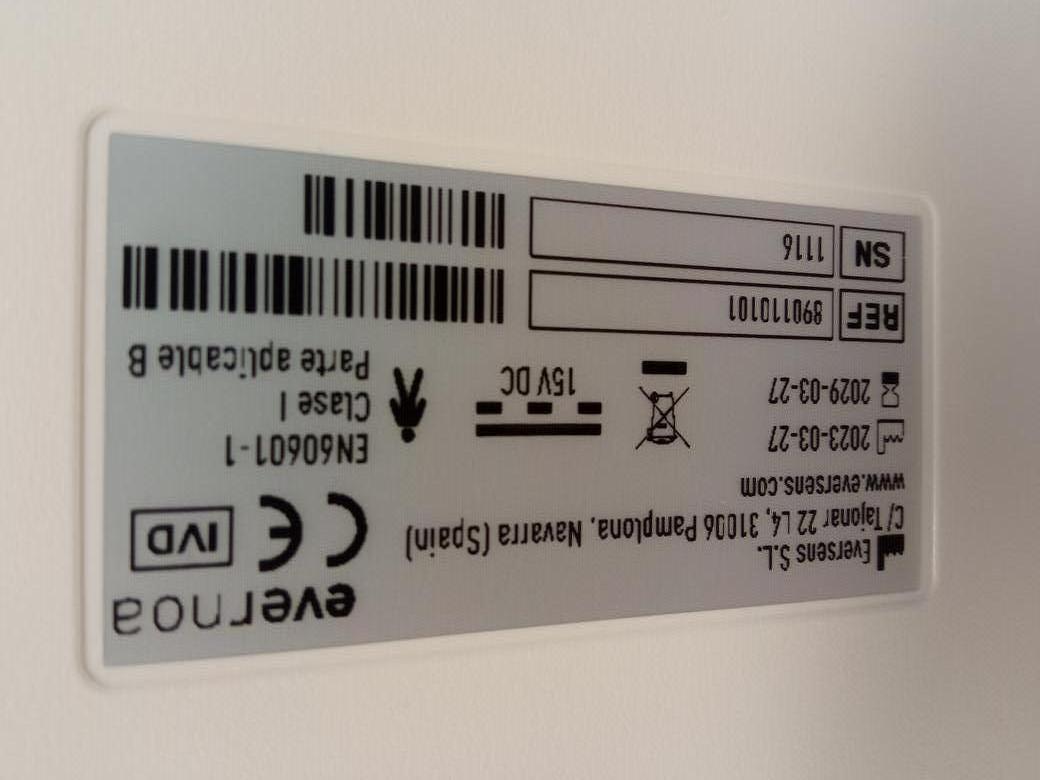 evernoa
Eversens S.L.
C/Tajonar 22 L4, 31006 Pamplona, Navarra (Spain)
www.eversens.com
CE IVD
2023-03-27
2029-03-27
15V DC
EN60601-1
Clase I
Parte aplicable B
REF 890110101
SN 1116